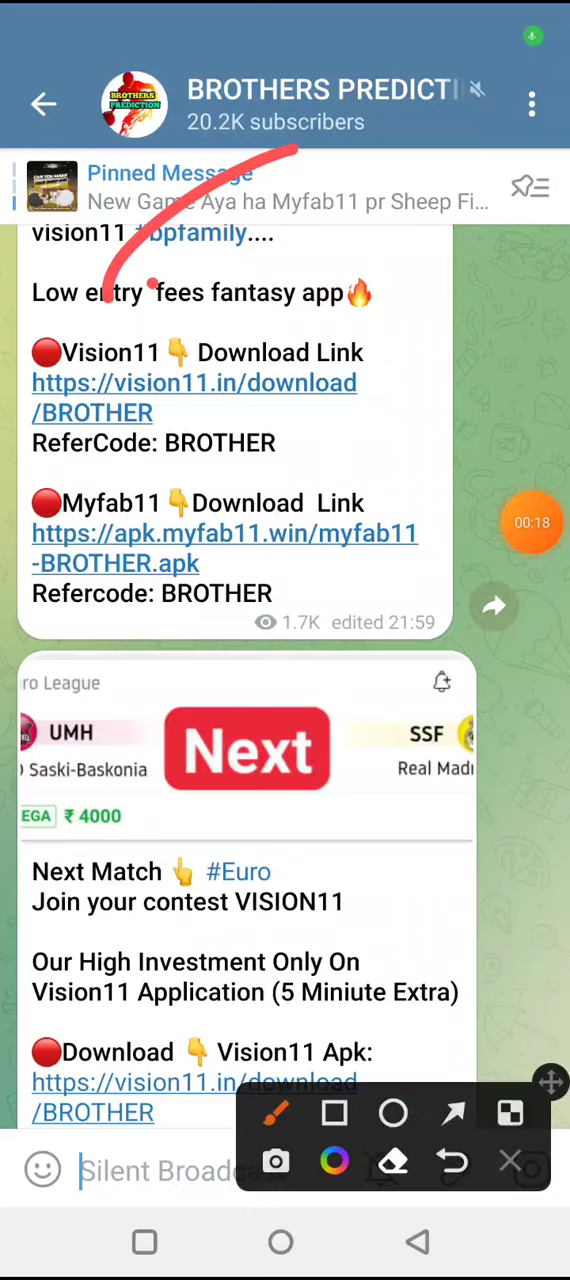 BROTHERS PREDICTI
20.2K subscribers
BROTHERS
PREDICTION
Pinned Message
New Game Aya ha Myfab11 pr Sheep Fi...
vision11 #bpfamily....
Low entry fees fantasy app🔥
🔴Vision11 👇 Download Link
https://vision11.in/download
/BROTHER
ReferCode: BROTHER
🔴Myfab11 👇Download Link
https://apk.myfab11.win/myfab11
-BROTHER.apk
Refercode: BROTHER
1.7K edited 21:59
00:18
ro League
UMH
Next
SSF
Saski-Baskonia
Real Mad
EGA ₹ 4000
Next Match 👆 #Euro
Join your contest VISION11
Our High Investment Only On
Vision11 Application (5 Miniute Extra)
🔴Download 👇 Vision11 Apk:
https://vision11.in/download
/BROTHER
Silent Broadc